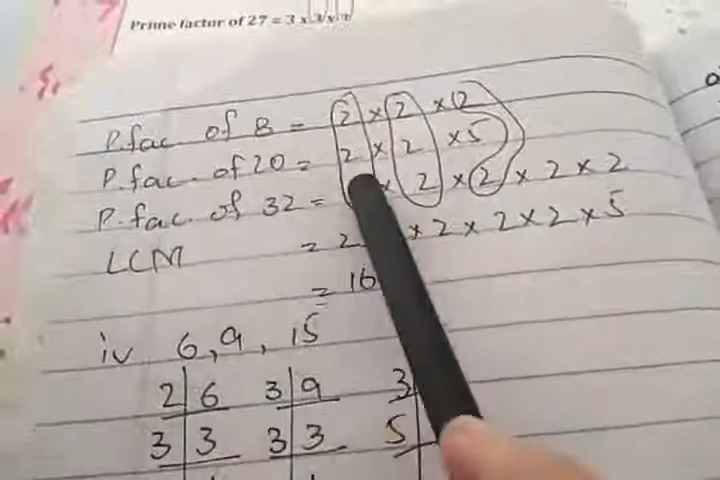 Prime factor of 27 = 3 x 3 x
P.fac. of 8 = 2 × 2 × 2
P.fac. of 20 = 2 × 2 × 5
P.fac. of 32 = × 2 × 2 × 2 × 2
LCM = 2 × 2 × 2 × 2 × 5
= 16
iv 6, 9, 15
2 6 3 9 3
3 3 3 3 5